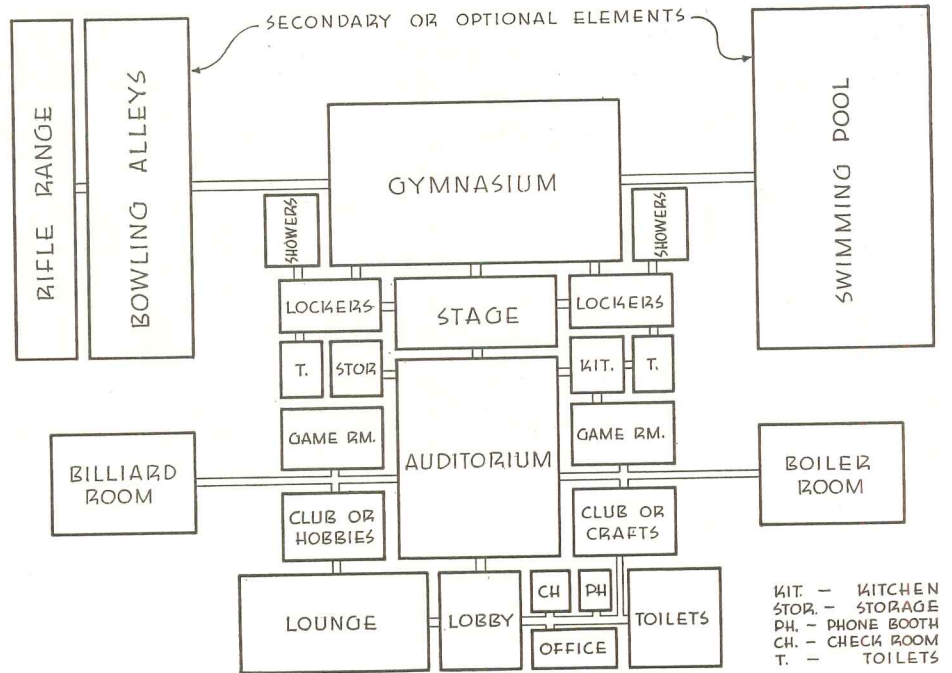 SECONDARY OR OPTIONAL ELEMENTS
RIFLE RANGE
BOWLING ALLEYS
GYMNASIUM
SWIMMING POOL
SHOWERS
SHOWERS
LOCKERS
STAGE
LOCKERS
T.
STOR
KIT.
T.
GAME RM.
GAME RM.
AUDITORIUM
BILLIARD
ROOM
BOILER
ROOM
CLUB OR
HOBBIES
CLUB OR
CRAFTS
LOUNGE
LOBBY
CH
PH
OFFICE
TOILETS
KIT. - KITCHEN
STOR. - STORAGE
PH. - PHONE BOOTH
CH. - CHECK ROOM
T. - TOILETS